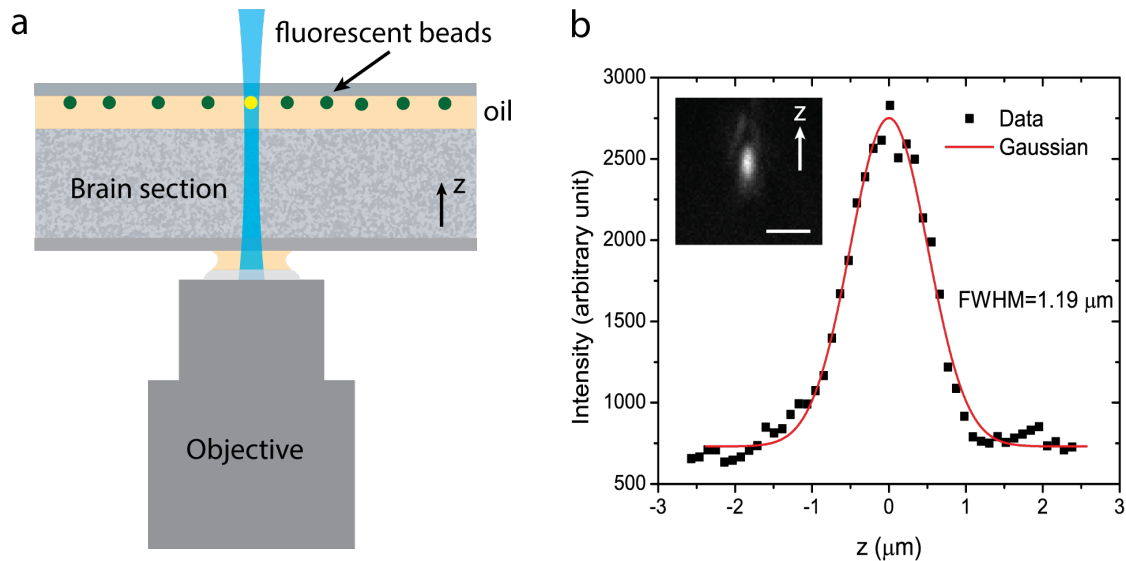 a
fluorescent beads
oil
Brain section
z
Objective
b
3000
2500
2000
1500
1000
500
Intensity (arbitrary unit)
z
Data
Gaussian
FWHM=1.19 μm
-3 -2 -1 0 1 2 3
z (μm)